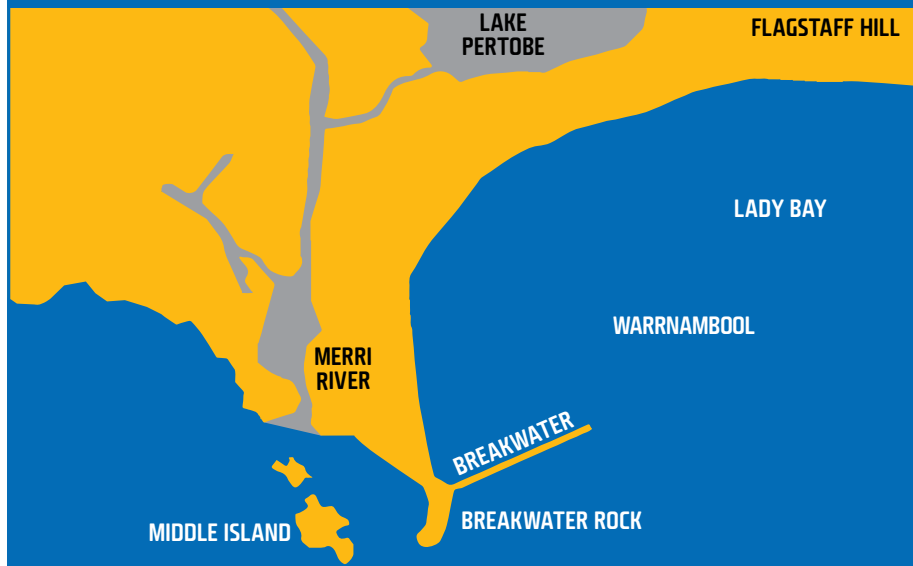 LAKE
PERTOBE
FLAGSTAFF HILL
LADY BAY
WARRNAMBOOL
MERRI
RIVER
BREAKWATER
BREAKWATER ROCK
MIDDLE ISLAND